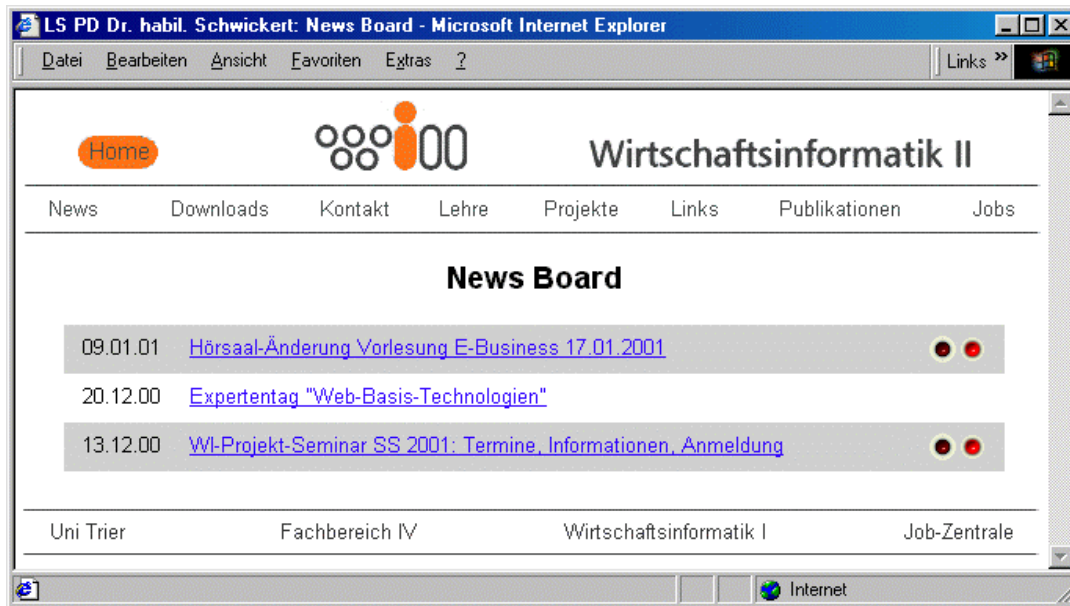 LS PD Dr. habil. Schwickert: News Board - Microsoft Internet Explorer
Datei Bearbeiten Ansicht Favoriten Extras ? Links »
Home Wirtschaftsinformatik II
News Downloads Kontakt Lehre Projekte Links Publikationen Jobs
News Board
09.01.01 Hörsaal-Änderung Vorlesung E-Business 17.01.2001
20.12.00 Expertentag "Web-Basis-Technologien"
13.12.00 WI-Projekt-Seminar SS 2001: Termine, Informationen, Anmeldung
Uni Trier Fachbereich IV Wirtschaftsinformatik I Job-Zentrale
Internet